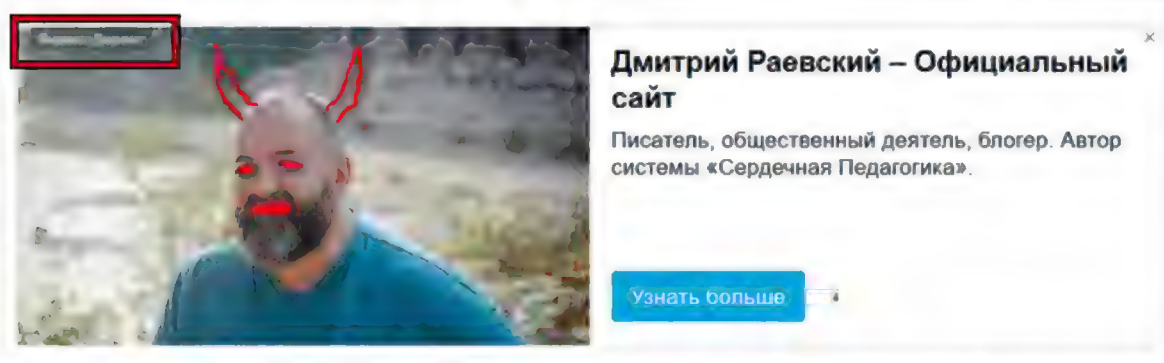 Дмитрий Раевский – Официальный
сайт
Писатель, общественный деятель, блогер. Автор
системы «Сердечная Педагогика».
Узнать больше